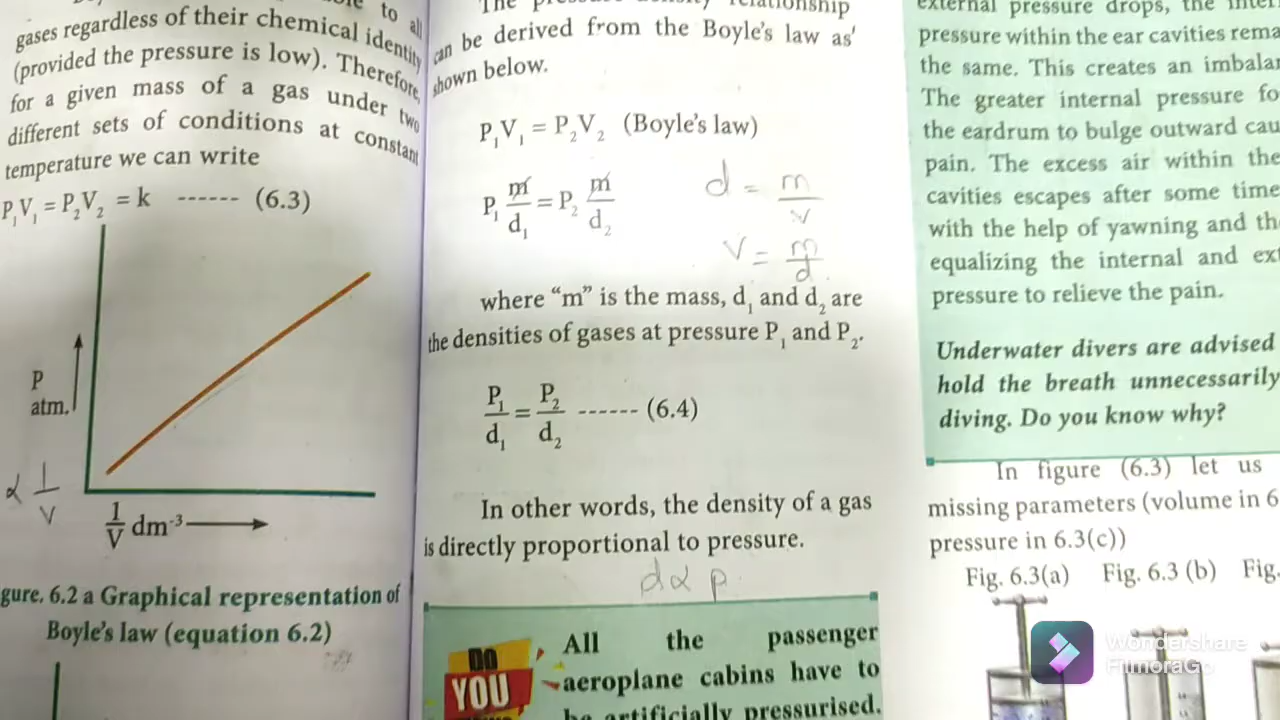 to all
gases regardless of their chemical identity
(provided the pressure is low). Therefore,
for a given mass of a gas under two
different sets of conditions at constant
temperature we can write
P₁V₁ = P₂V₂ = k ------ (6.3)
P
atm.
∝ 1/V
1/V dm⁻³
gure. 6.2 a Graphical representation of
Boyle's law (equation 6.2)
The relationship
can be derived from the Boyle's law as
shown below.
P₁V₁ = P₂V₂ (Boyle's law)
P₁ m/d₁ = P₂ m/d₂
d = m/v
V = m/d
where "m" is the mass, d₁ and d₂ are
the densities of gases at pressure P₁ and P₂.
P₁/d₁ = P₂/d₂ ------ (6.4)
In other words, the density of a gas
is directly proportional to pressure.
d ∝ p
DO
YOU
All the passenger
aeroplane cabins have to
be artificially pressurised.
external pressure drops, the inter
pressure within the ear cavities rema
the same. This creates an imbalan
The greater internal pressure fo
the eardrum to bulge outward cau
pain. The excess air within the
cavities escapes after some time
with the help of yawning and th
equalizing the internal and ext
pressure to relieve the pain.
Underwater divers are advised
hold the breath unnecessarily
diving. Do you know why?
In figure (6.3) let us
missing parameters (volume in 6
pressure in 6.3(c))
Fig. 6.3(a) Fig. 6.3 (b) Fig.
Wondershare
FilmoraGo